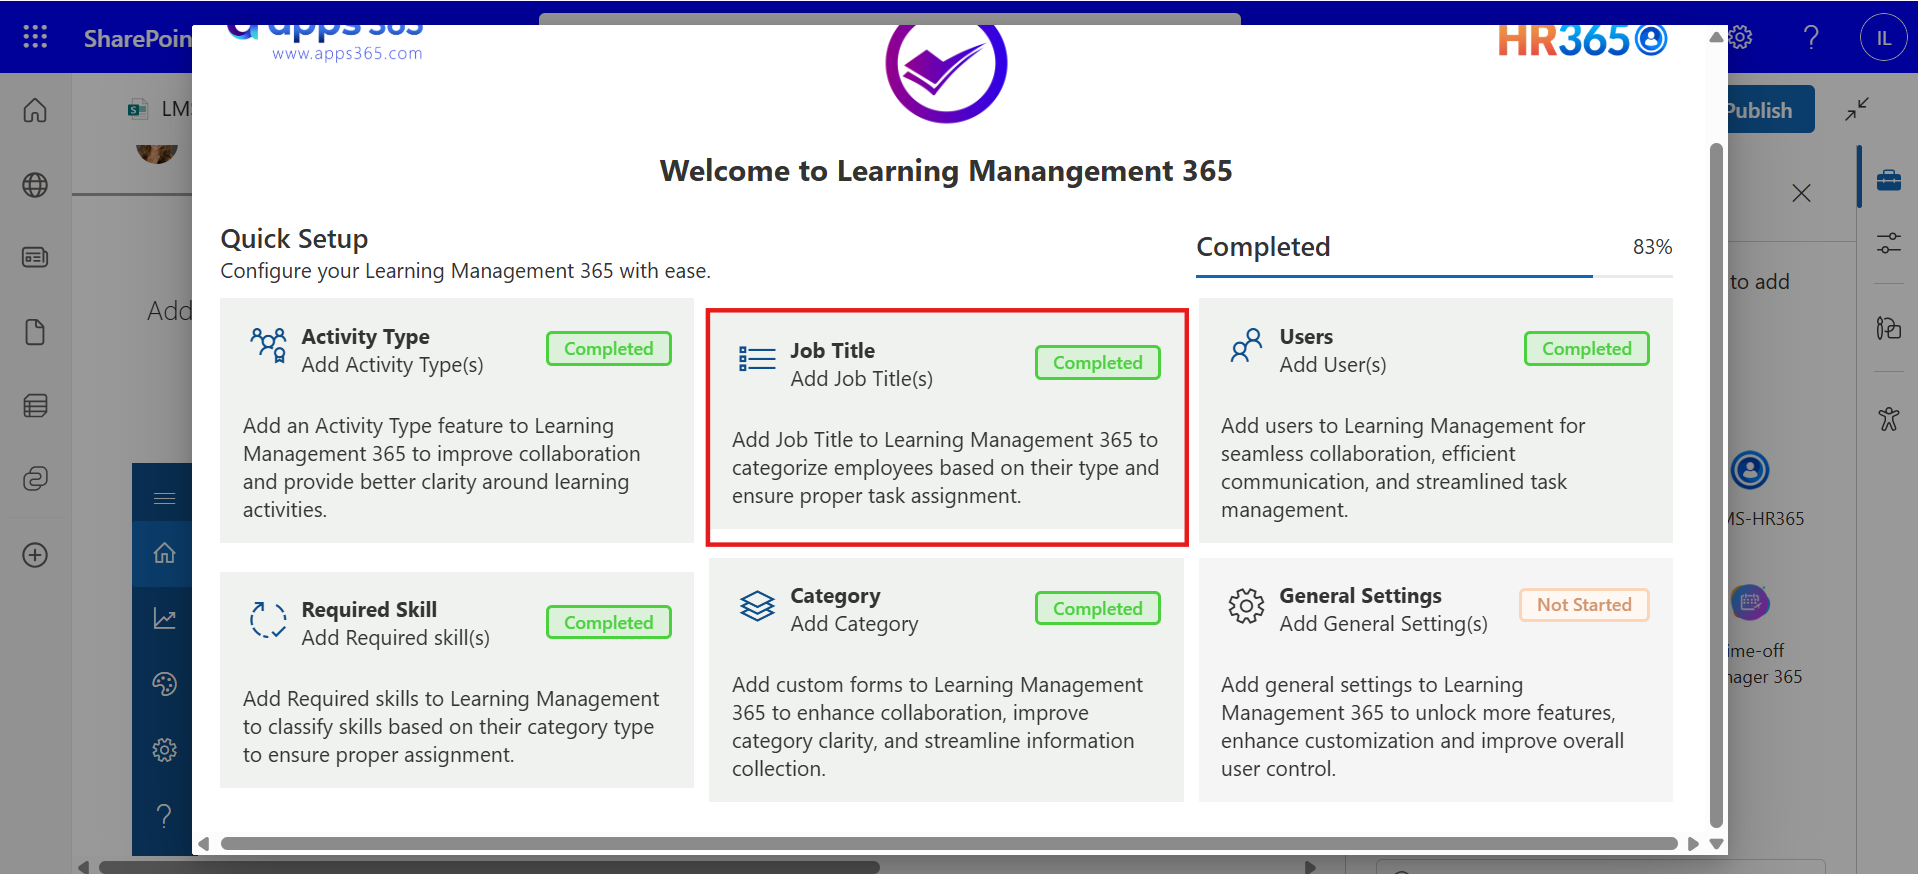 SharePoin
apps 365
www.apps365.com
HR365
?
IL
LM
Publish
Welcome to Learning Manangement 365
Quick Setup
Configure your Learning Management 365 with ease.
Completed
83%
to add
Add
Activity Type
Add Activity Type(s)
Completed
Add an Activity Type feature to Learning
Management 365 to improve collaboration
and provide better clarity around learning
activities.
Job Title
Add Job Title(s)
Completed
Add Job Title to Learning Management 365 to
categorize employees based on their type and
ensure proper task assignment.
Users
Add User(s)
Completed
Add users to Learning Management for
seamless collaboration, efficient
communication, and streamlined task
management.
MS-HR365
Required Skill
Add Required skill(s)
Completed
Add Required skills to Learning Management
to classify skills based on their category type
to ensure proper assignment.
Category
Add Category
Completed
Add custom forms to Learning Management
365 to enhance collaboration, improve
category clarity, and streamline information
collection.
General Settings
Add General Setting(s)
Not Started
Add general settings to Learning
Management 365 to unlock more features,
enhance customization and improve overall
user control.
ime-off
nager 365
?